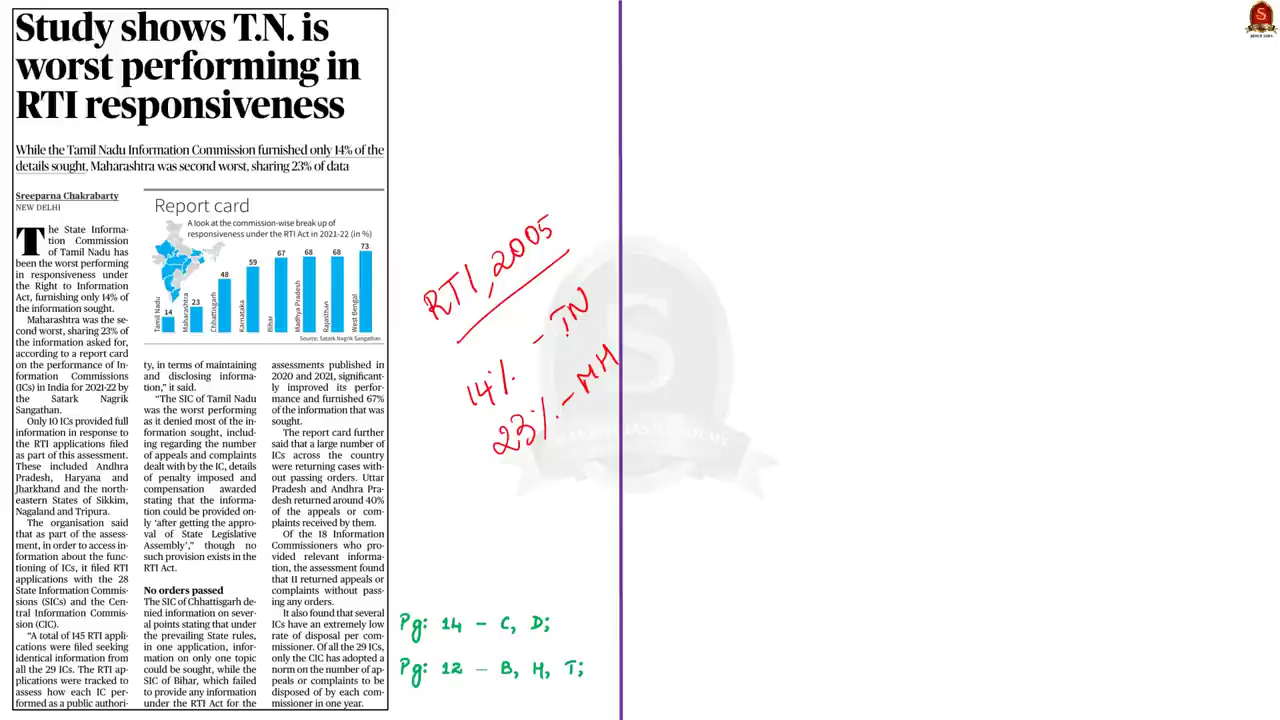 Study shows T.N. is
worst performing in
RTI responsiveness
While the Tamil Nadu Information Commission furnished only 14% of the
details sought, Maharashtra was second worst, sharing 23% of data
Sreeparna Chakrabarty
NEW DELHI
The State Informa-
tion Commission
of Tamil Nadu has
been the worst performing
in responsiveness under
the Right to Information
Act, furnishing only 14% of
the information sought.
Maharashtra was the se-
cond worst, sharing 23% of
the information asked for,
according to a report card
on the performance of In-
formation Commissions
(ICs) in India for 2021-22 by
the Satark Nagrik
Sangathan.
Only 10 ICs provided full
information in response to
the RTI applications filed
as part of this assessment.
These included Andhra
Pradesh, Haryana and
Jharkhand and the north-
eastern States of Sikkim,
Nagaland and Tripura.
The organisation said
that as part of the assess-
ment, in order to access in-
formation about the func-
tioning of ICs, it filed RTI
applications with the 28
State Information Commis-
sions (SICs) and the Cen-
tral Information Commis-
sion (CIC).
"A total of 145 RTI appli-
cations were filed seeking
identical information from
all the 29 ICs. The RTI ap-
plications were tracked to
assess how each IC per-
formed as a public authori-
Report card
A look at the commission-wise break up of
responsiveness under the RTI Act in 2021-22 (in %)
14
23
48
59
67
68
68
73
Tamil Nadu
Maharashtra
Chhattisgarh
Karnataka
Bihar
Madhya Pradesh
Rajasthan
West Bengal
Source: Satark Nagrik Sangathan
ty, in terms of maintaining
and disclosing informa-
tion," it said.
"The SIC of Tamil Nadu
was the worst performing
as it denied most of the in-
formation sought, includ-
ing regarding the number
of appeals and complaints
dealt with by the IC, details
of penalty imposed and
compensation awarded
stating that the informa-
tion could be provided on-
ly 'after getting the appro-
val of State Legislative
Assembly'," though no
such provision exists in the
RTI Act.
No orders passed
The SIC of Chhattisgarh de-
nied information on sever-
al points stating that under
the prevailing State rules,
in one application, infor-
mation on only one topic
could be sought, while the
SIC of Bihar, which failed
to provide any information
under the RTI Act for the
assessments published in
2020 and 2021, significant-
ly improved its perfor-
mance and furnished 67%
of the information that was
sought.
The report card further
said that a large number of
ICs across the country
were returning cases with-
out passing orders. Uttar
Pradesh and Andhra Pra-
desh returned around 40%
of the appeals or com-
plaints received by them.
Of the 18 Information
Commissioners who pro-
vided relevant informa-
tion, the assessment found
that 11 returned appeals or
complaints without pass-
ing any orders.
It also found that several
ICs have an extremely low
rate of disposal per com-
missioner. Of all the 29 ICs,
only the CIC has adopted a
norm on the number of ap-
peals or complaints to be
disposed of by each com-
missioner in one year.
RTI, 2005
14% - TN
23% - MH
Pg: 14 - C, D;
Pg: 12 - B, H, T;